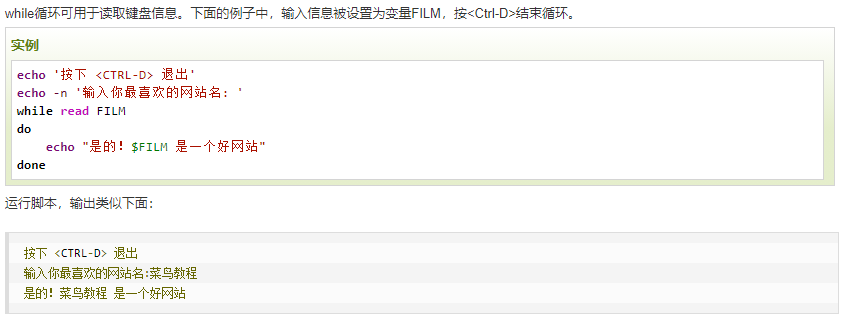 while循环可用于读取键盘信息。下面的例子中，输入信息被设置为变量FILM，按<Ctrl-D>结束循环。
实例
echo '按下 <CTRL-D> 退出'
echo -n '输入你最喜欢的网站名: '
while read FILM
do
    echo "是的！$FILM 是一个好网站"
done
运行脚本，输出类似下面：
按下 <CTRL-D> 退出
输入你最喜欢的网站名:菜鸟教程
是的！菜鸟教程 是一个好网站